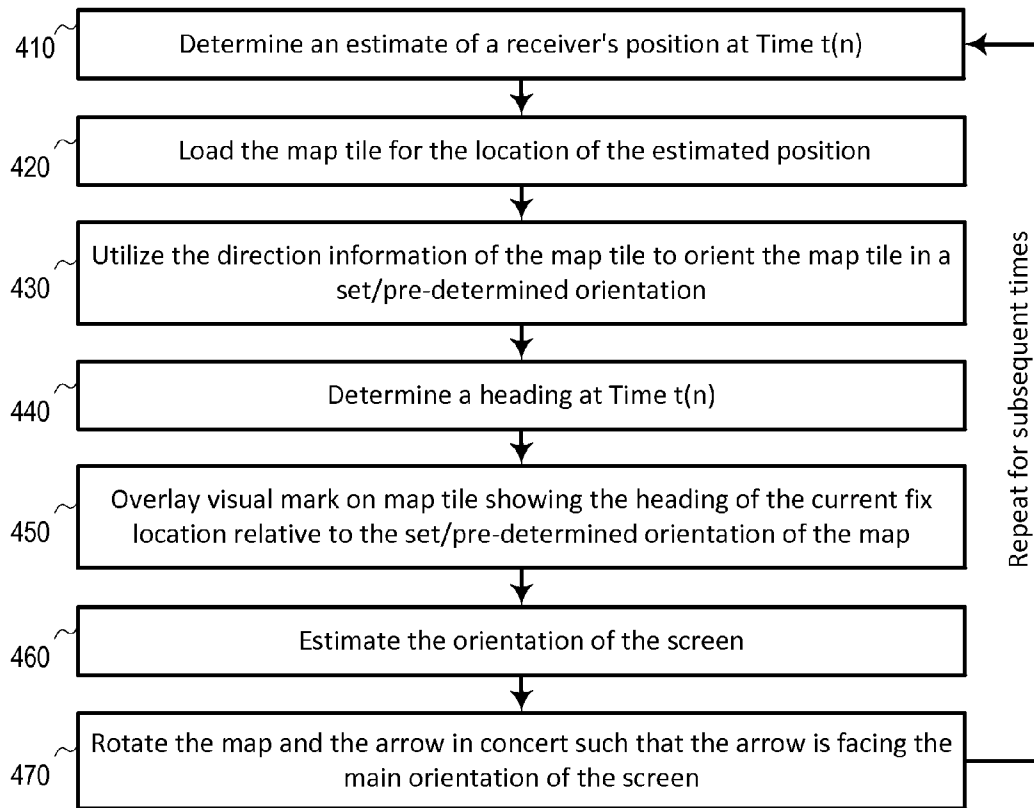 410
Determine an estimate of a receiver's position at Time t(n)
420
Load the map tile for the location of the estimated position
430
Utilize the direction information of the map tile to orient the map tile in a
set/pre-determined orientation
440
Determine a heading at Time t(n)
450
Overlay visual mark on map tile showing the heading of the current fix
location relative to the set/pre-determined orientation of the map
460
Estimate the orientation of the screen
470
Rotate the map and the arrow in concert such that the arrow is facing the
main orientation of the screen
Repeat for subsequent times